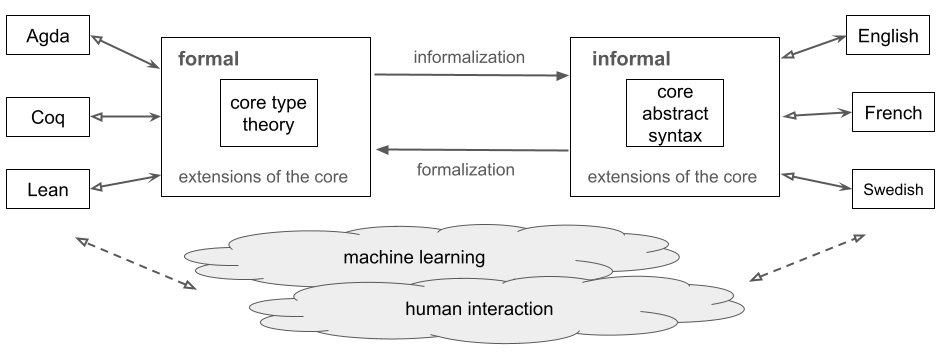 Agda
Coq
Lean
formal
core type
theory
extensions of the core
informalization
formalization
informal
core
abstract
syntax
extensions of the core
English
French
Swedish
machine learning
human interaction